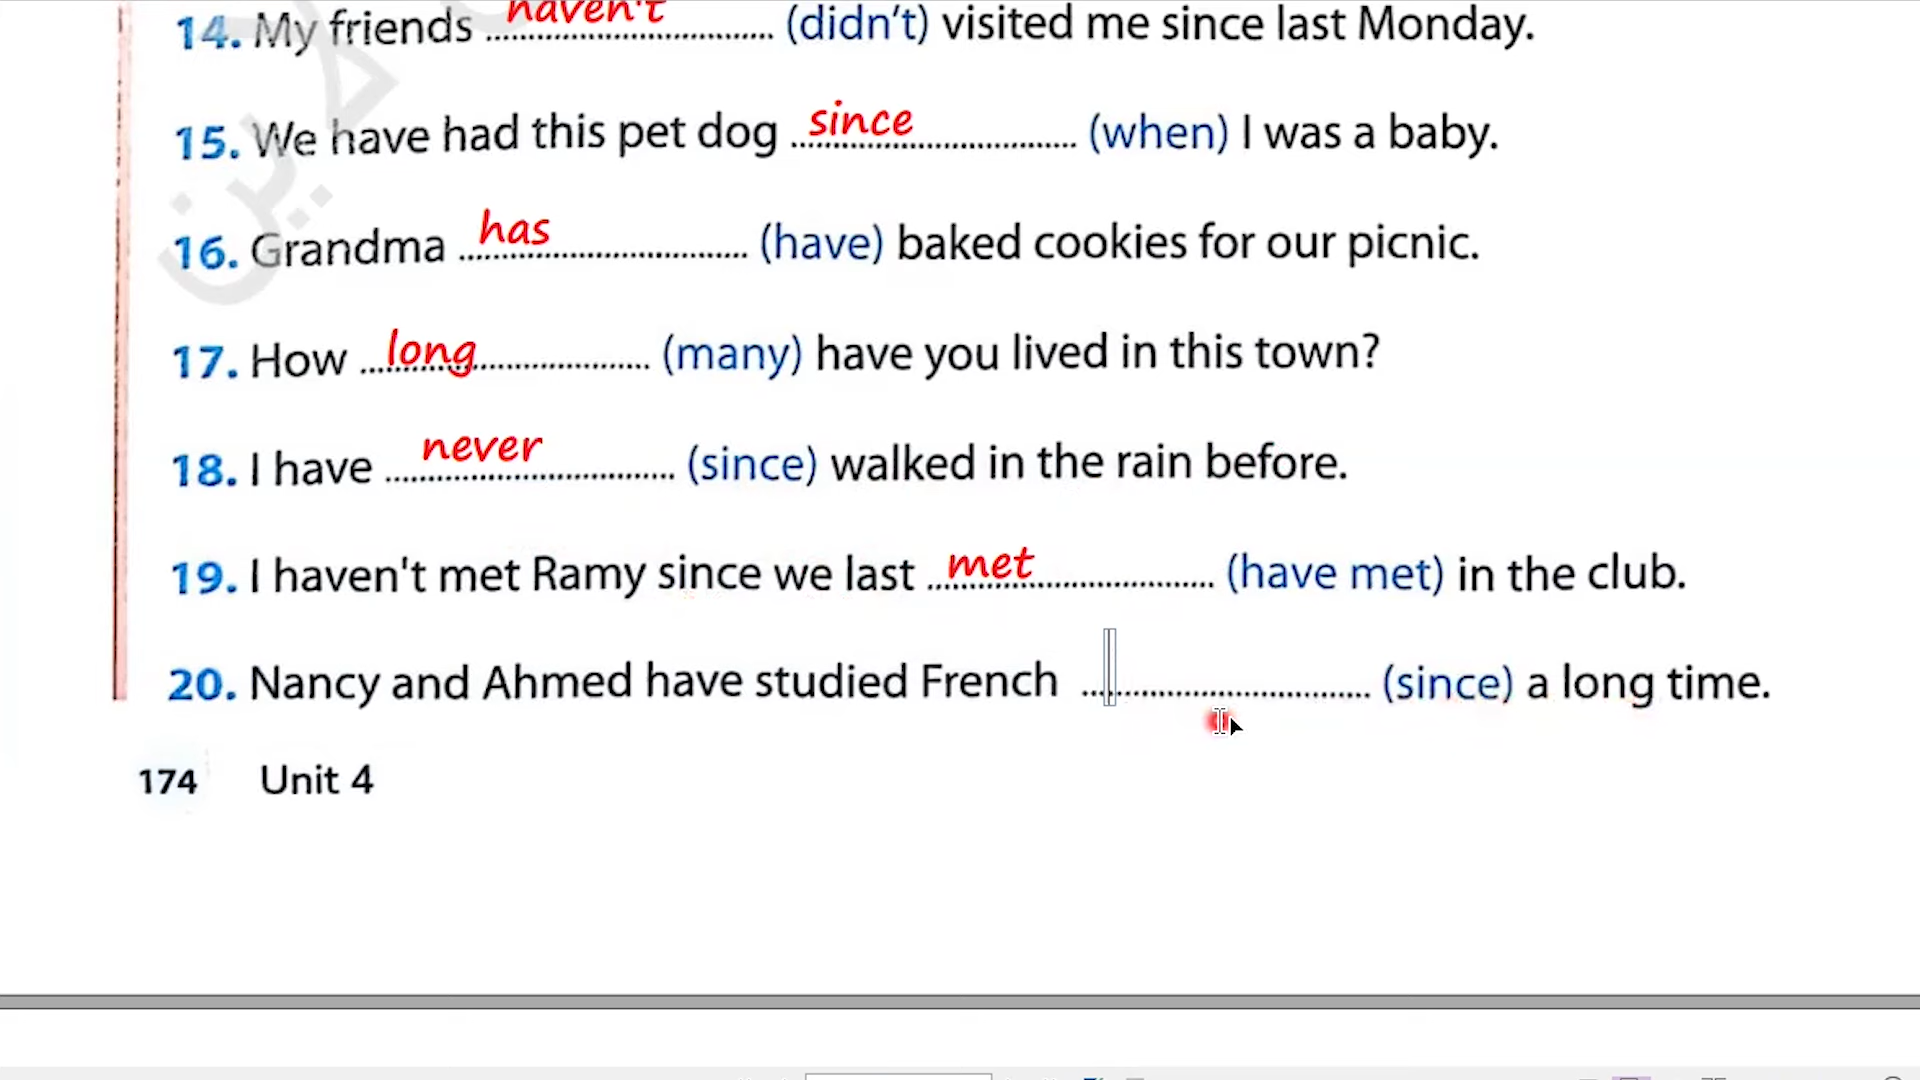 14. My friends haven't (didn't) visited me since last Monday.
15. We have had this pet dog since (when) I was a baby.
16. Grandma has (have) baked cookies for our picnic.
17. How long (many) have you lived in this town?
18. I have never (since) walked in the rain before.
19. I haven't met Ramy since we last met (have met) in the club.
20. Nancy and Ahmed have studied French ........................ (since) a long time.
174 Unit 4